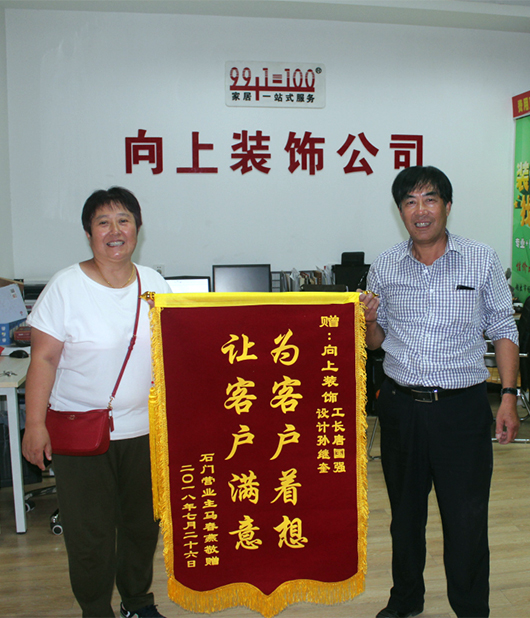 99+1=100
家居一站式服务
向上装饰公司
赠：向上装饰
工长唐国强
设计孙继奎
为客户着想
让客户满意
石门营业主马春燕敬赠
二〇一八年七月二十六日